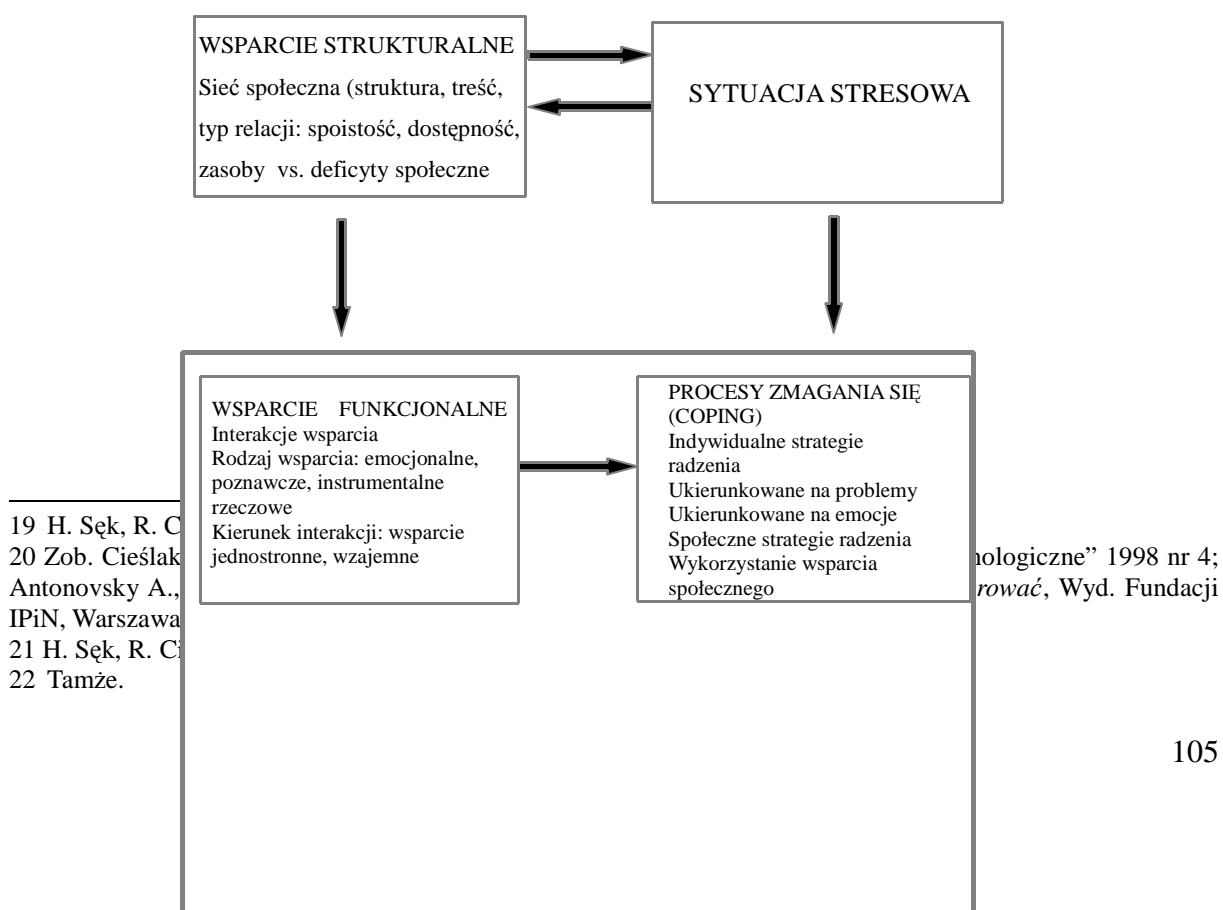 WSPARCIE STRUKTURALNE
Sieć społeczna (struktura, treść,
typ relacji: spoistość, dostępność,
zasoby vs. deficyty społeczne
SYTUACJA STRESOWA
WSPARCIE FUNKCJONALNE
Interakcje wsparcia
Rodzaj wsparcia: emocjonalne,
poznawcze, instrumentalne
rzeczowe
Kierunek interakcji: wsparcie
jednostronne, wzajemne
PROCESY ZMAGANIA SIĘ
(COPING)
Indywidualne strategie
radzenia
Ukierunkowane na problemy
Ukierunkowane na emocje
Społeczne strategie radzenia
Wykorzystanie wsparcia
społecznego
19 H. Sęk, R. C
20 Zob. Cieślak nologiczne” 1998 nr 4;
Antonovsky A., rować, Wyd. Fundacji
IPiN, Warszawa
21 H. Sęk, R. Ci
22 Tamże.
105